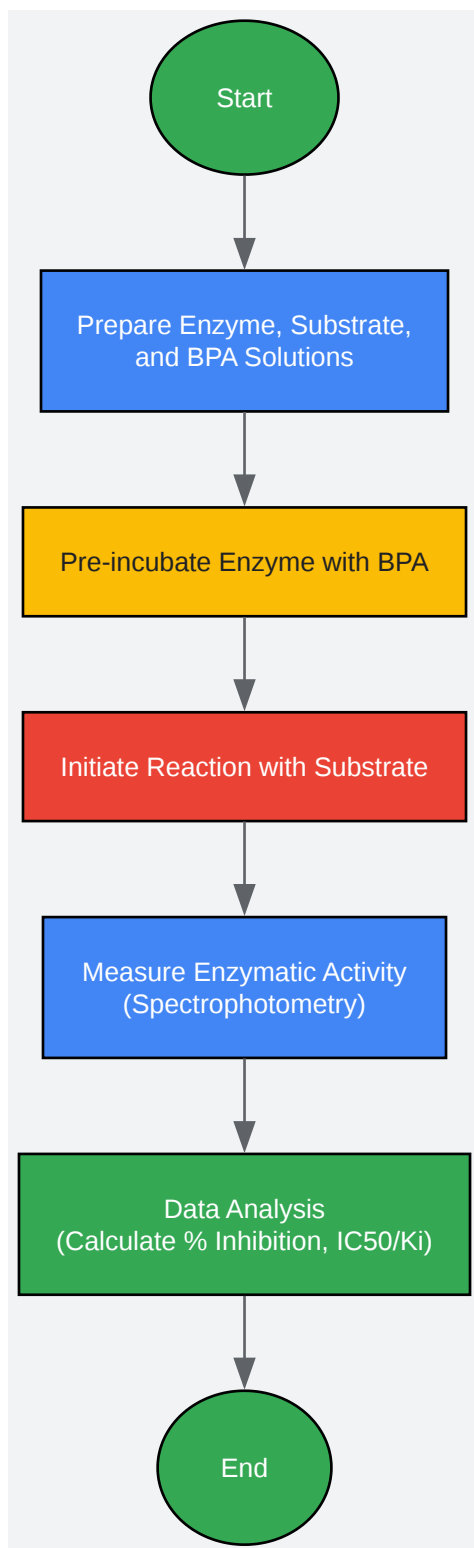 Start
Prepare Enzyme, Substrate,
and BPA Solutions
Pre-incubate Enzyme with BPA
Initiate Reaction with Substrate
Measure Enzymatic Activity
(Spectrophotometry)
Data Analysis
(Calculate % Inhibition, IC50/Ki)
End